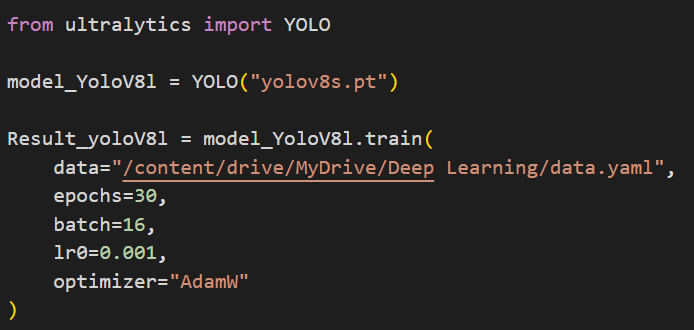 from ultralytics import YOLO
model_YoloV8l = YOLO("yolov8s.pt")
Result_yoloV8l = model_YoloV8l.train(
    data="/content/drive/MyDrive/Deep Learning/data.yaml",
    epochs=30,
    batch=16,
    lr0=0.001,
    optimizer="AdamW"
)